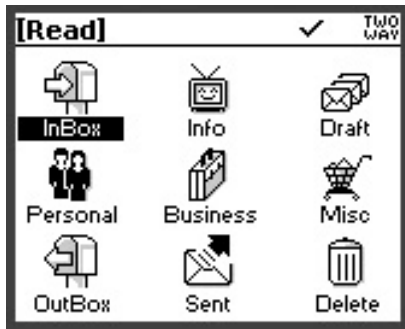 [Read] TWO
WAY
InBox Info Draft
Personal Business Misc
OutBox Sent Delete